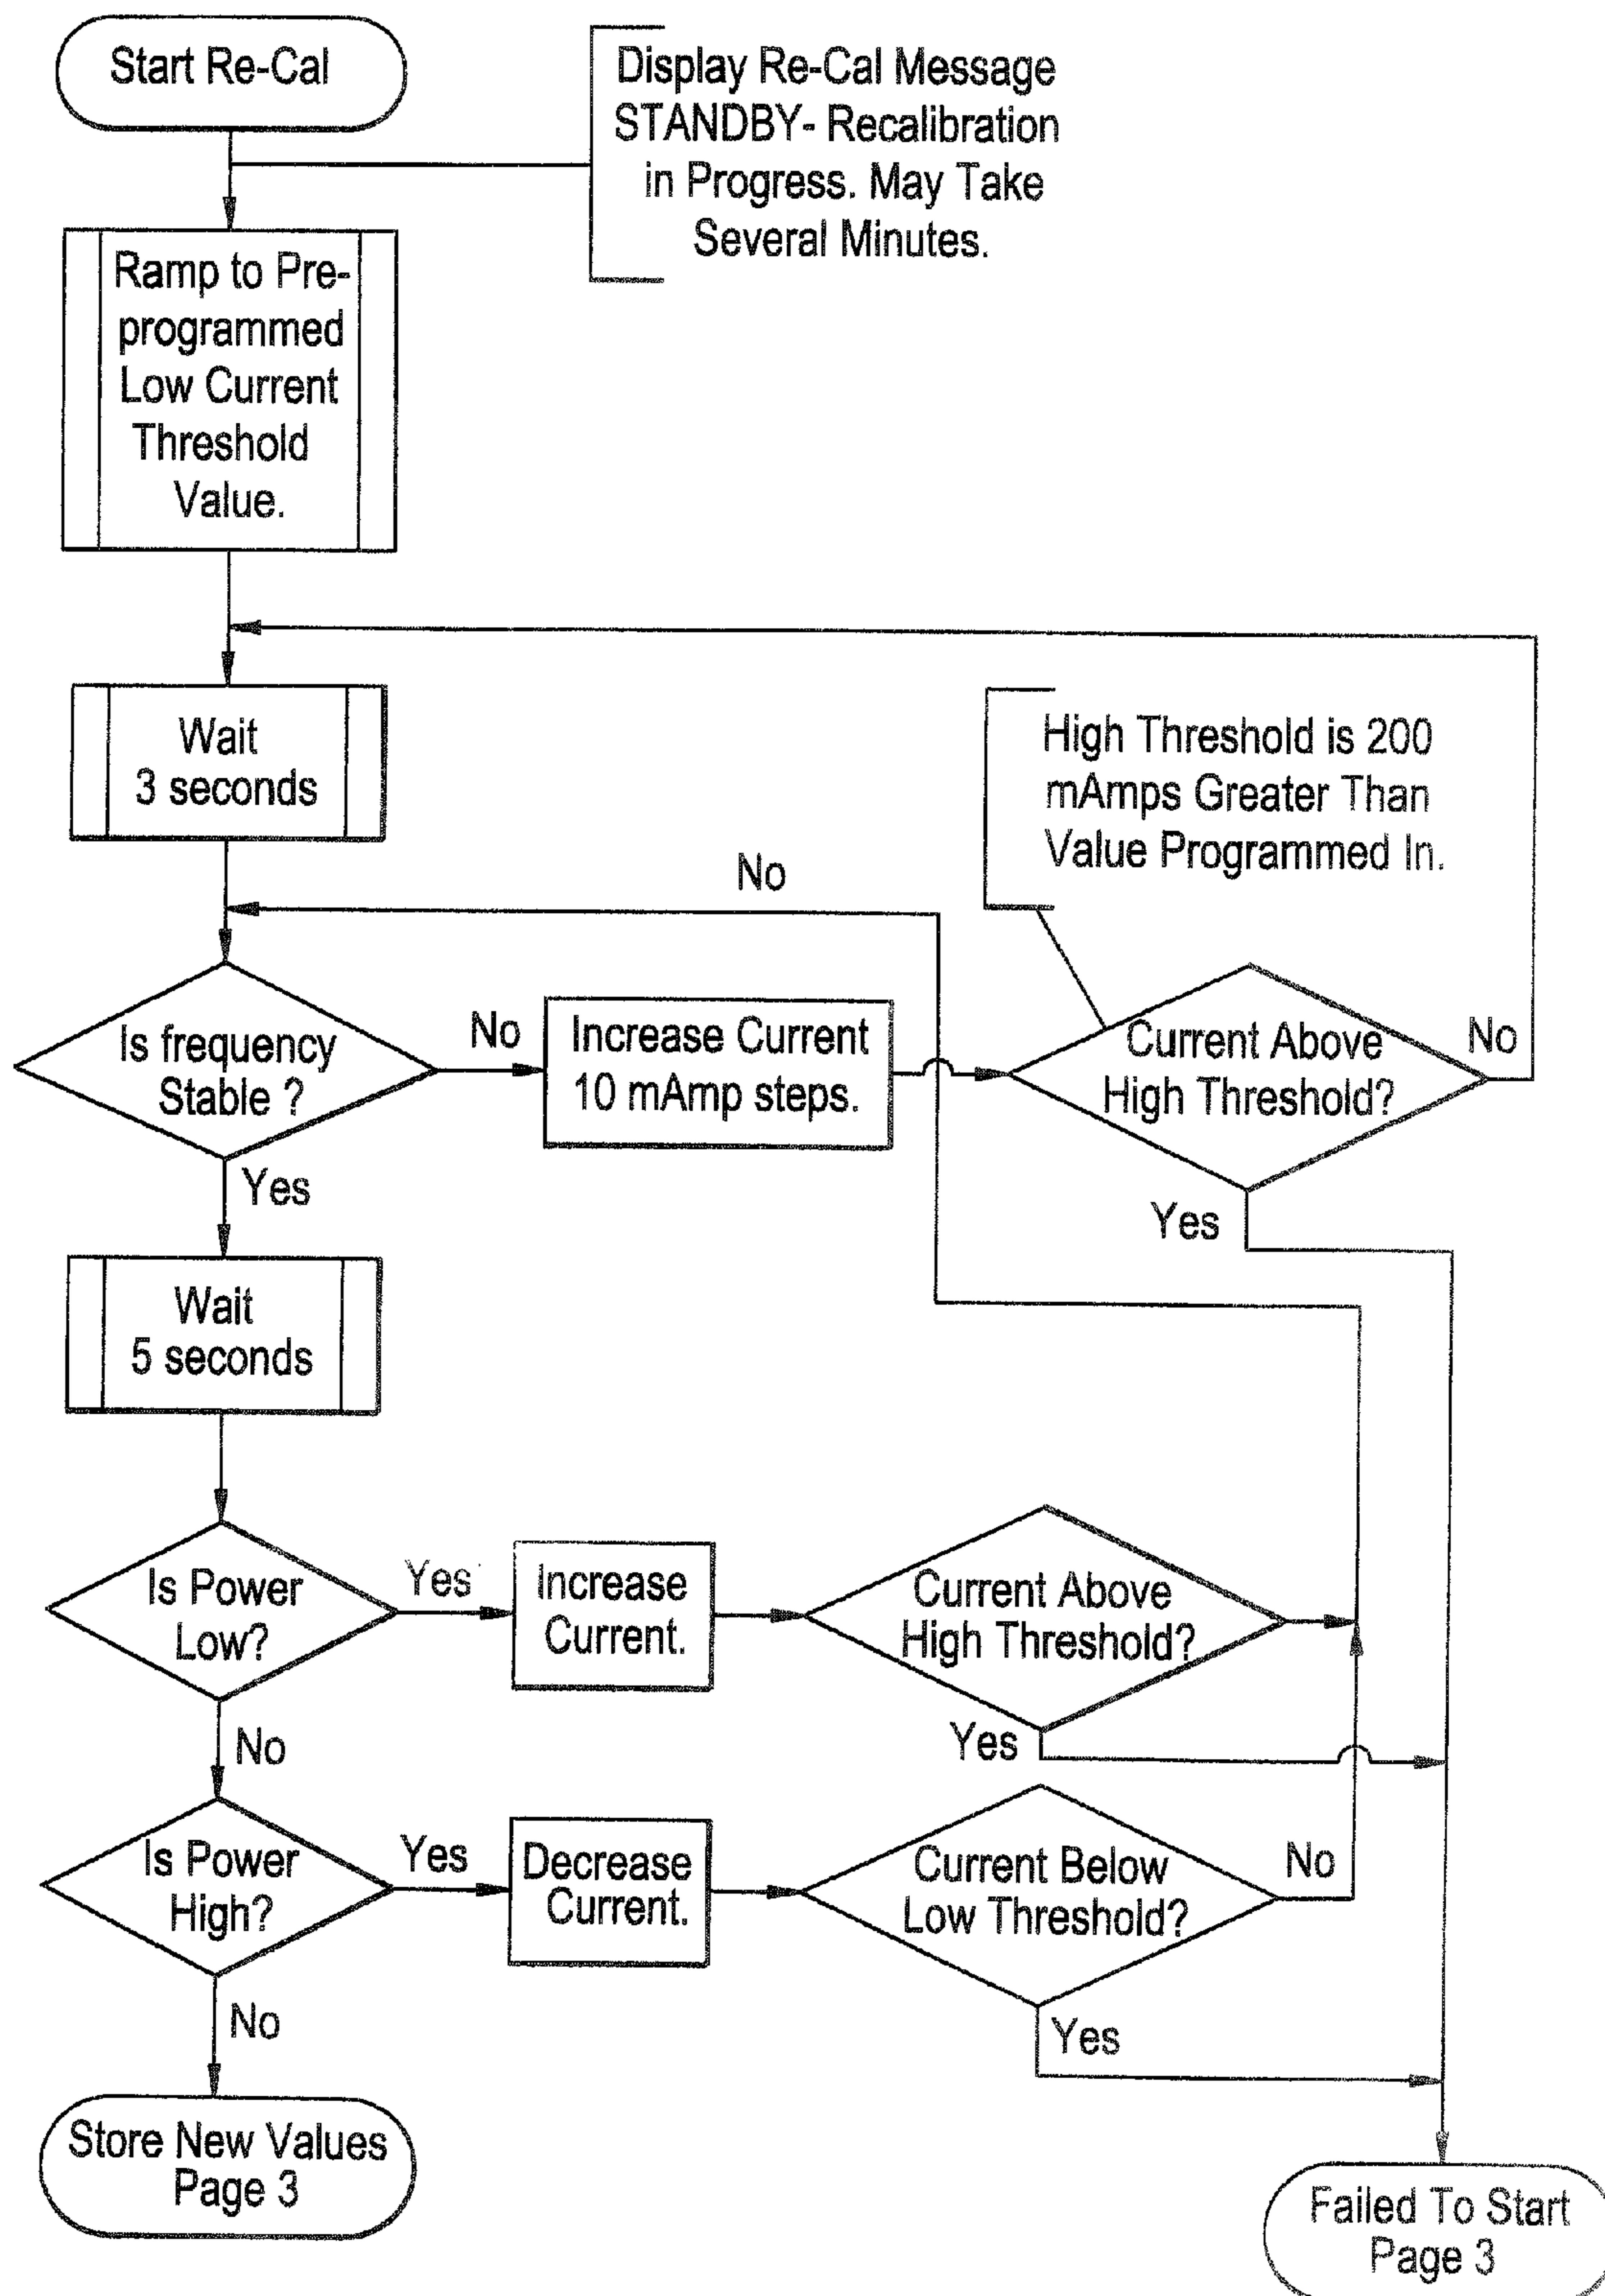 Start Re-Cal
Display Re-Cal Message
STANDBY- Recalibration
in Progress. May Take
Several Minutes.
Ramp to Pre-
programmed
Low Current
Threshold
Value.
Wait
3 seconds
High Threshold is 200
mAmps Greater Than
Value Programmed In.
No
Is frequency
Stable ?
No
Increase Current
10 mAmp steps.
Current Above
High Threshold?
No
Yes
Yes
Wait
5 seconds
Is Power
Low?
Yes
Increase
Current.
Current Above
High Threshold?
No
Yes
Is Power
High?
Yes
Decrease
Current.
Current Below
Low Threshold?
No
No
Yes
Store New Values
Page 3
Failed To Start
Page 3